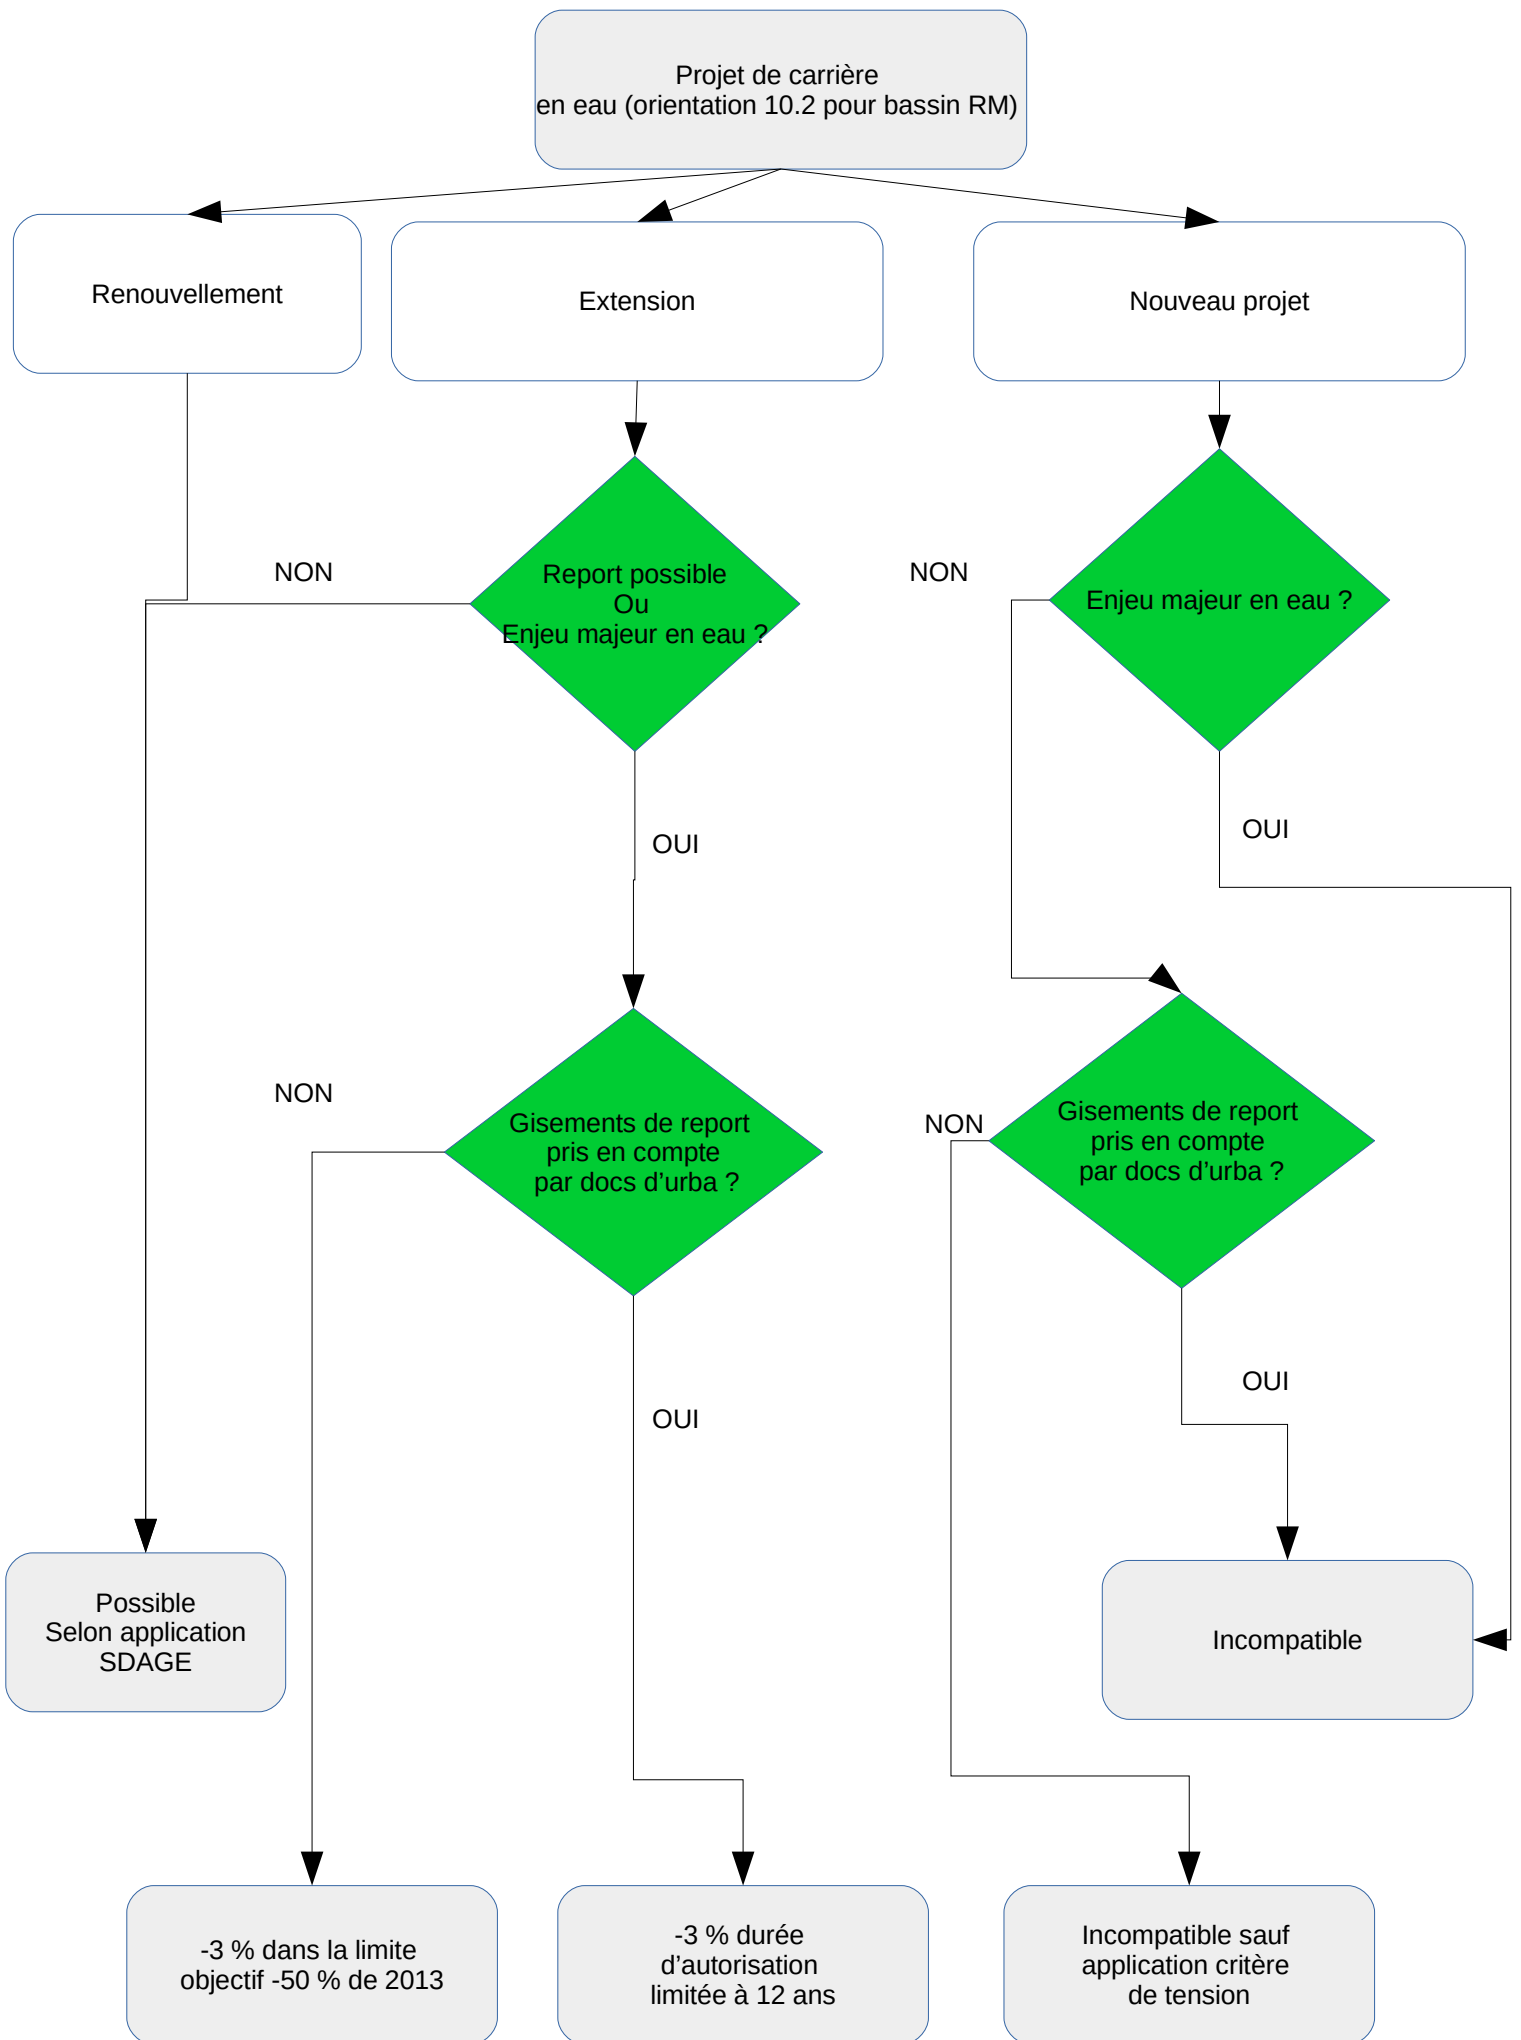 Projet de carrière
en eau (orientation 10.2 pour bassin RM)
Renouvellement
Extension
Nouveau projet
NON
Report possible
Ou
Enjeu majeur en eau ?
NON
Enjeu majeur en eau ?
OUI
OUI
NON
Gisements de report
pris en compte
par docs d’urba ?
NON
Gisements de report
pris en compte
par docs d’urba ?
OUI
OUI
Possible
Selon application
SDAGE
Incompatible
-3 % dans la limite
objectif -50 % de 2013
-3 % durée
d’autorisation
limitée à 12 ans
Incompatible sauf
application critère
de tension